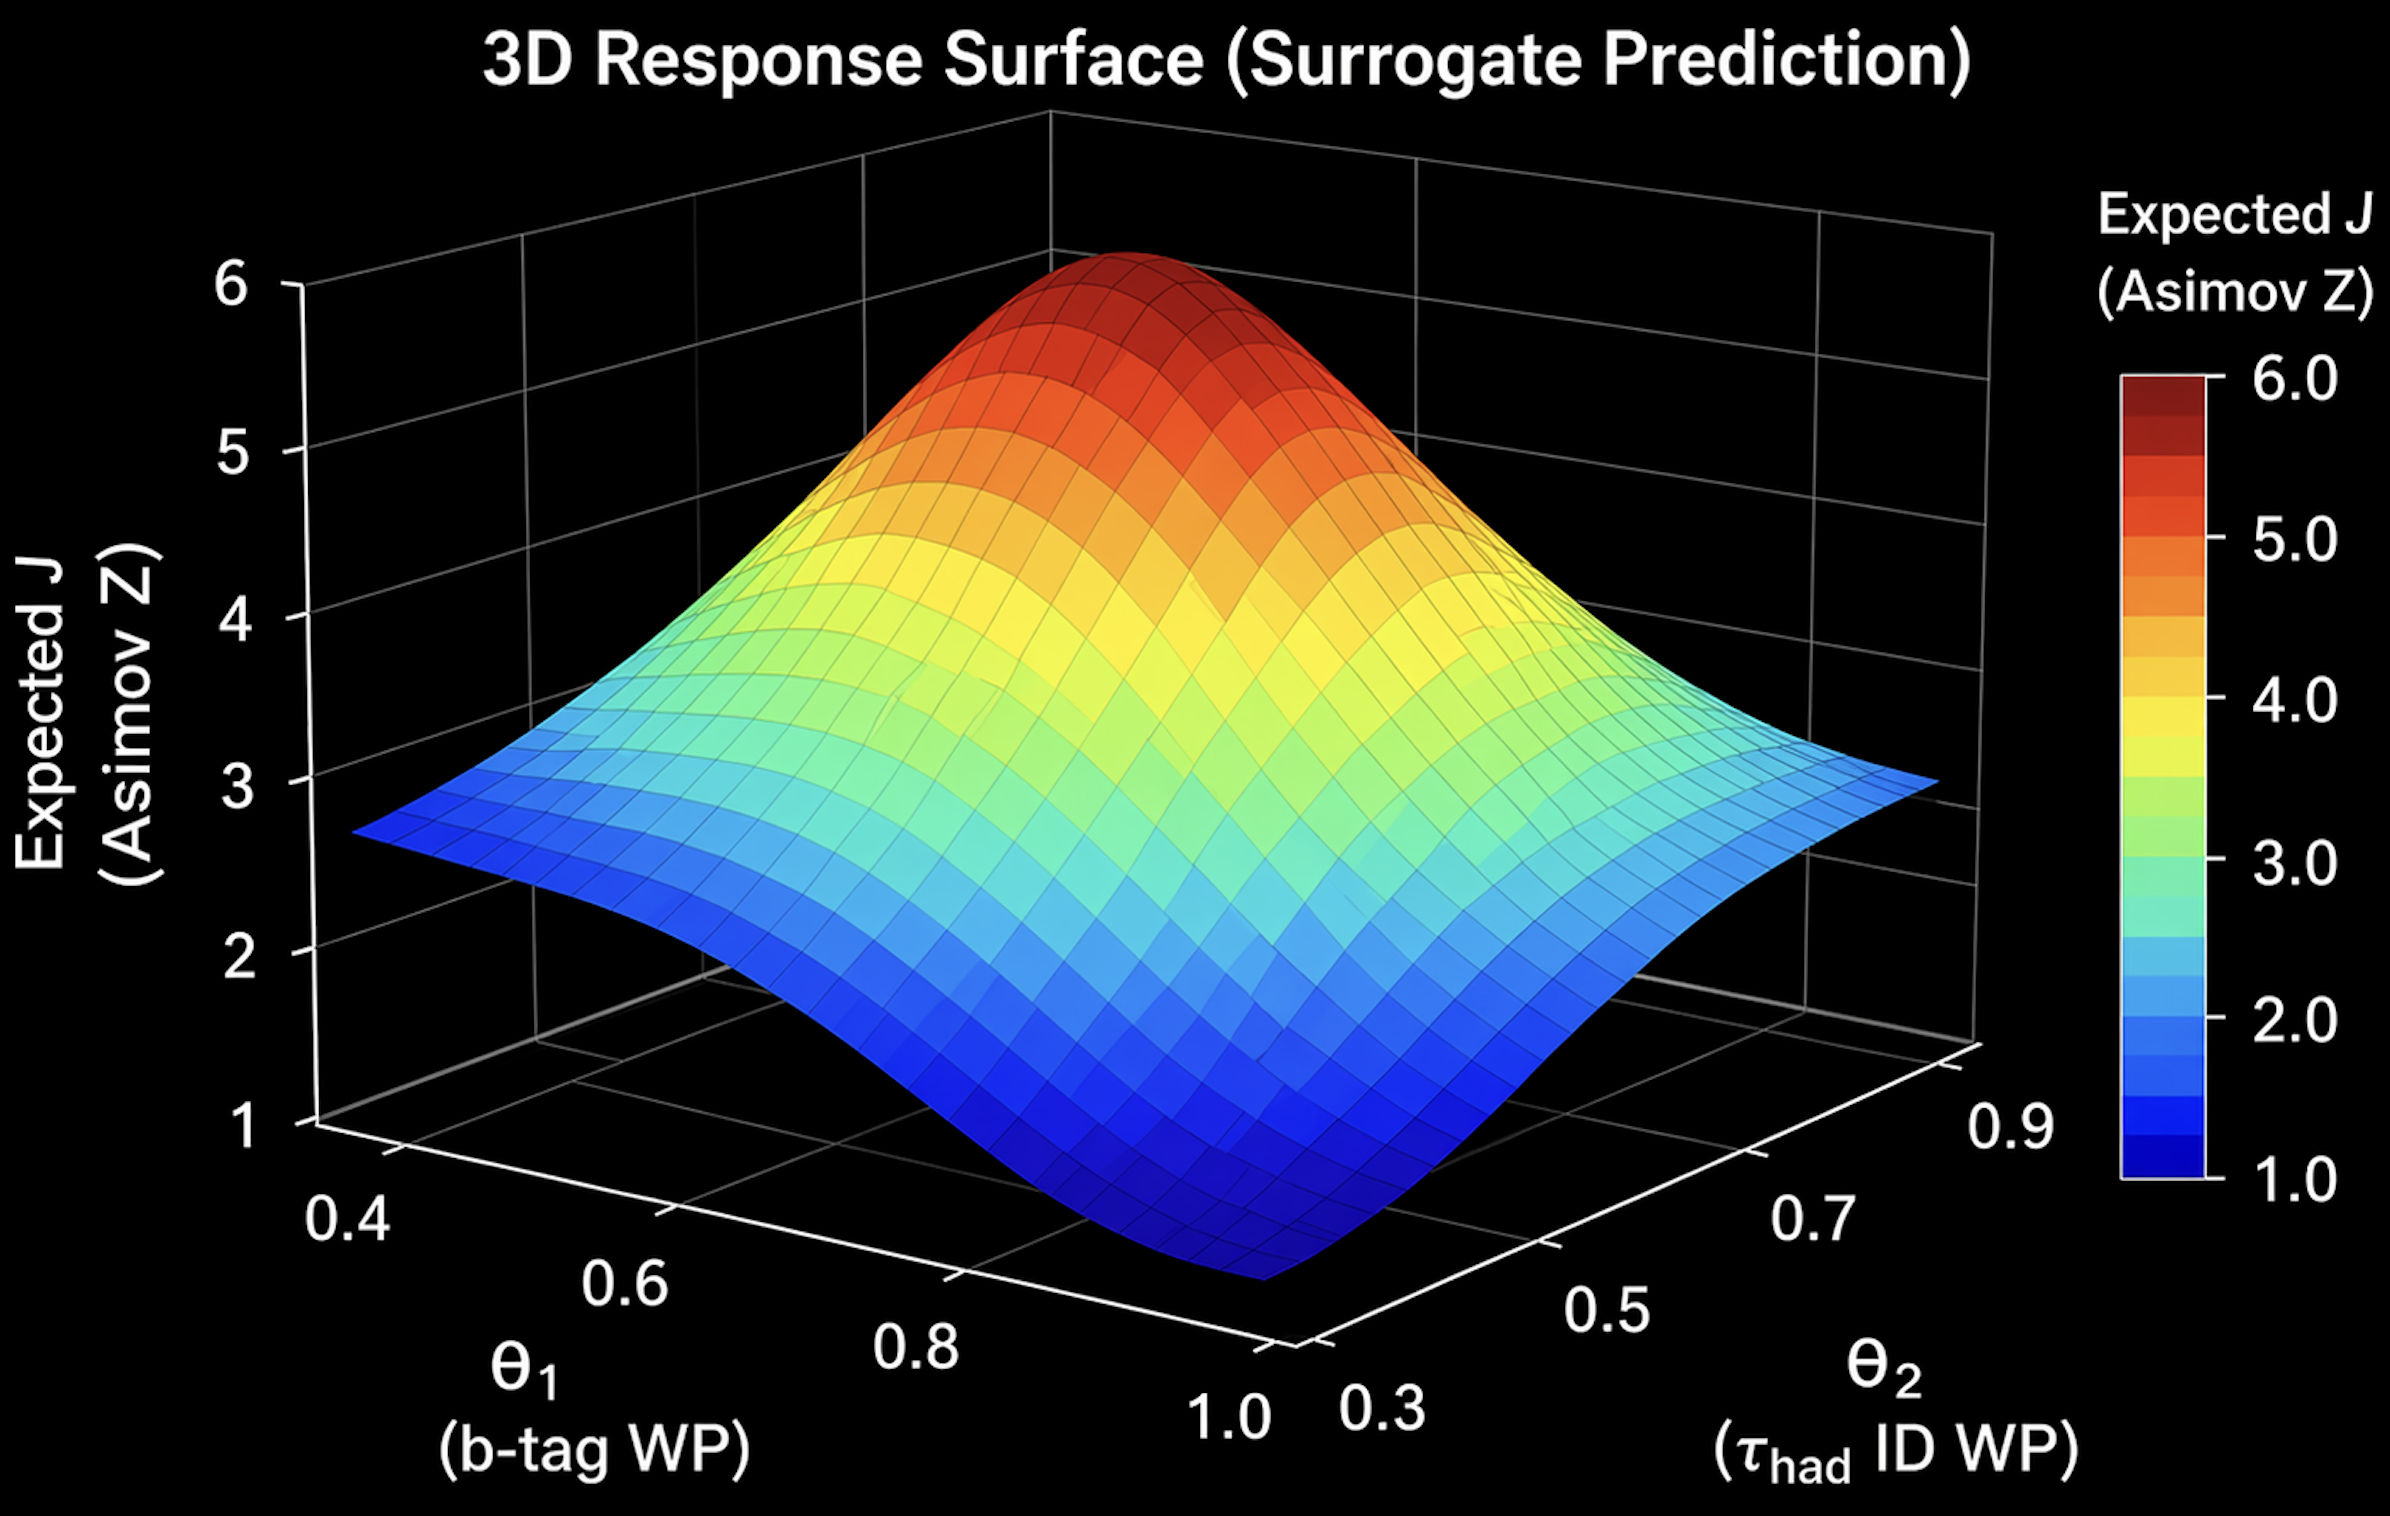 3D Response Surface (Surrogate Prediction)
Expected J
(Asimov Z)
6
5
4
3
2
1
0.4
0.6
0.8
1.0
θ₁
(b-tag WP)
0.3
0.5
0.7
0.9
θ₂
(τhad ID WP)
Expected J
(Asimov Z)
6.0
5.0
4.0
3.0
2.0
1.0